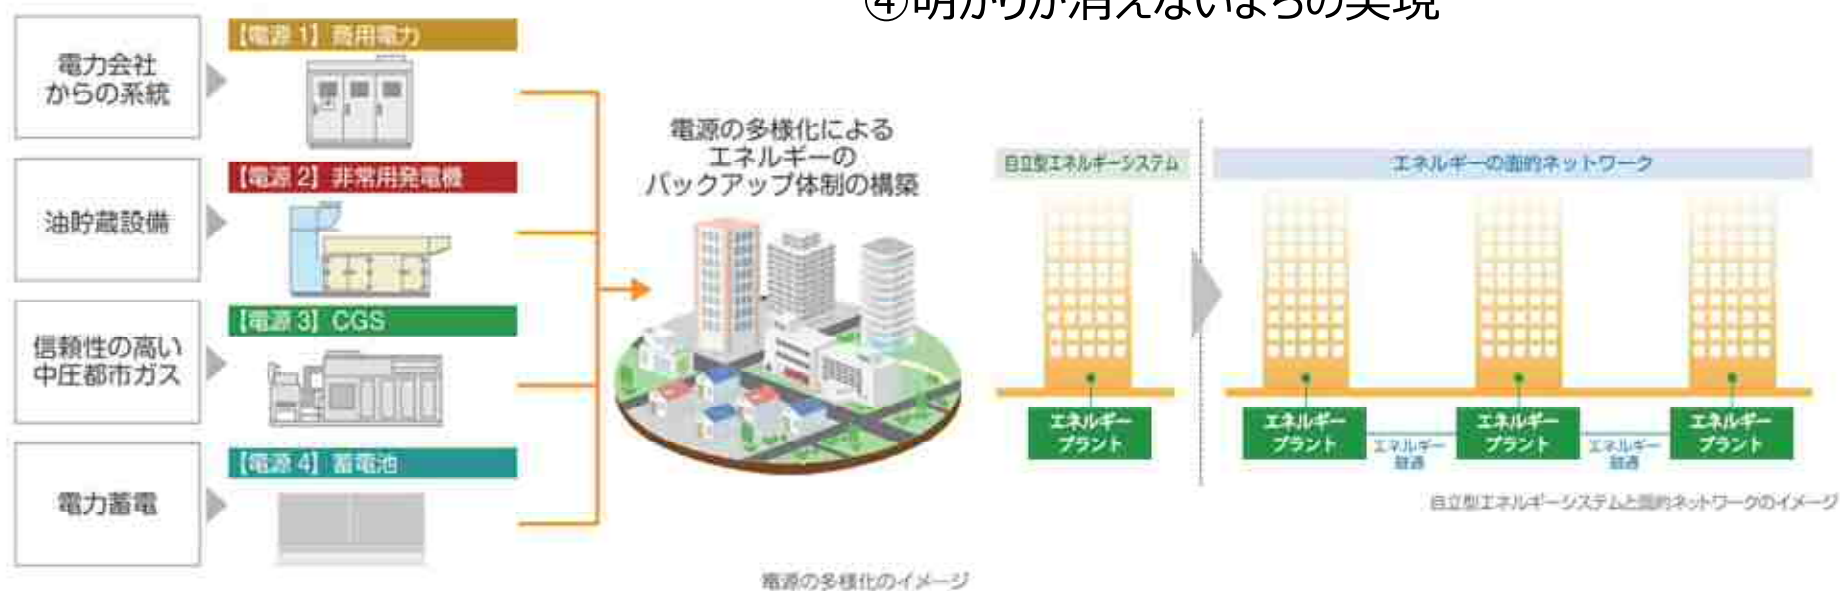 ④明かりが消えないまちの実現
電力会社
からの系統
【電源 1】商用電力
油貯蔵設備
【電源 2】非常用発電機
信頼性の高い
中圧都市ガス
【電源 3】CGS
電力蓄電
【電源 4】蓄電池
電源の多様化による
エネルギーの
バックアップ体制の構築
電源の多様化のイメージ
自立型エネルギーシステム
エネルギーの面的ネットワーク
エネルギー
プラント
エネルギー
プラント
エネルギー
融通
エネルギー
プラント
エネルギー
融通
エネルギー
プラント
自立型エネルギーシステムと面的ネットワークのイメージ